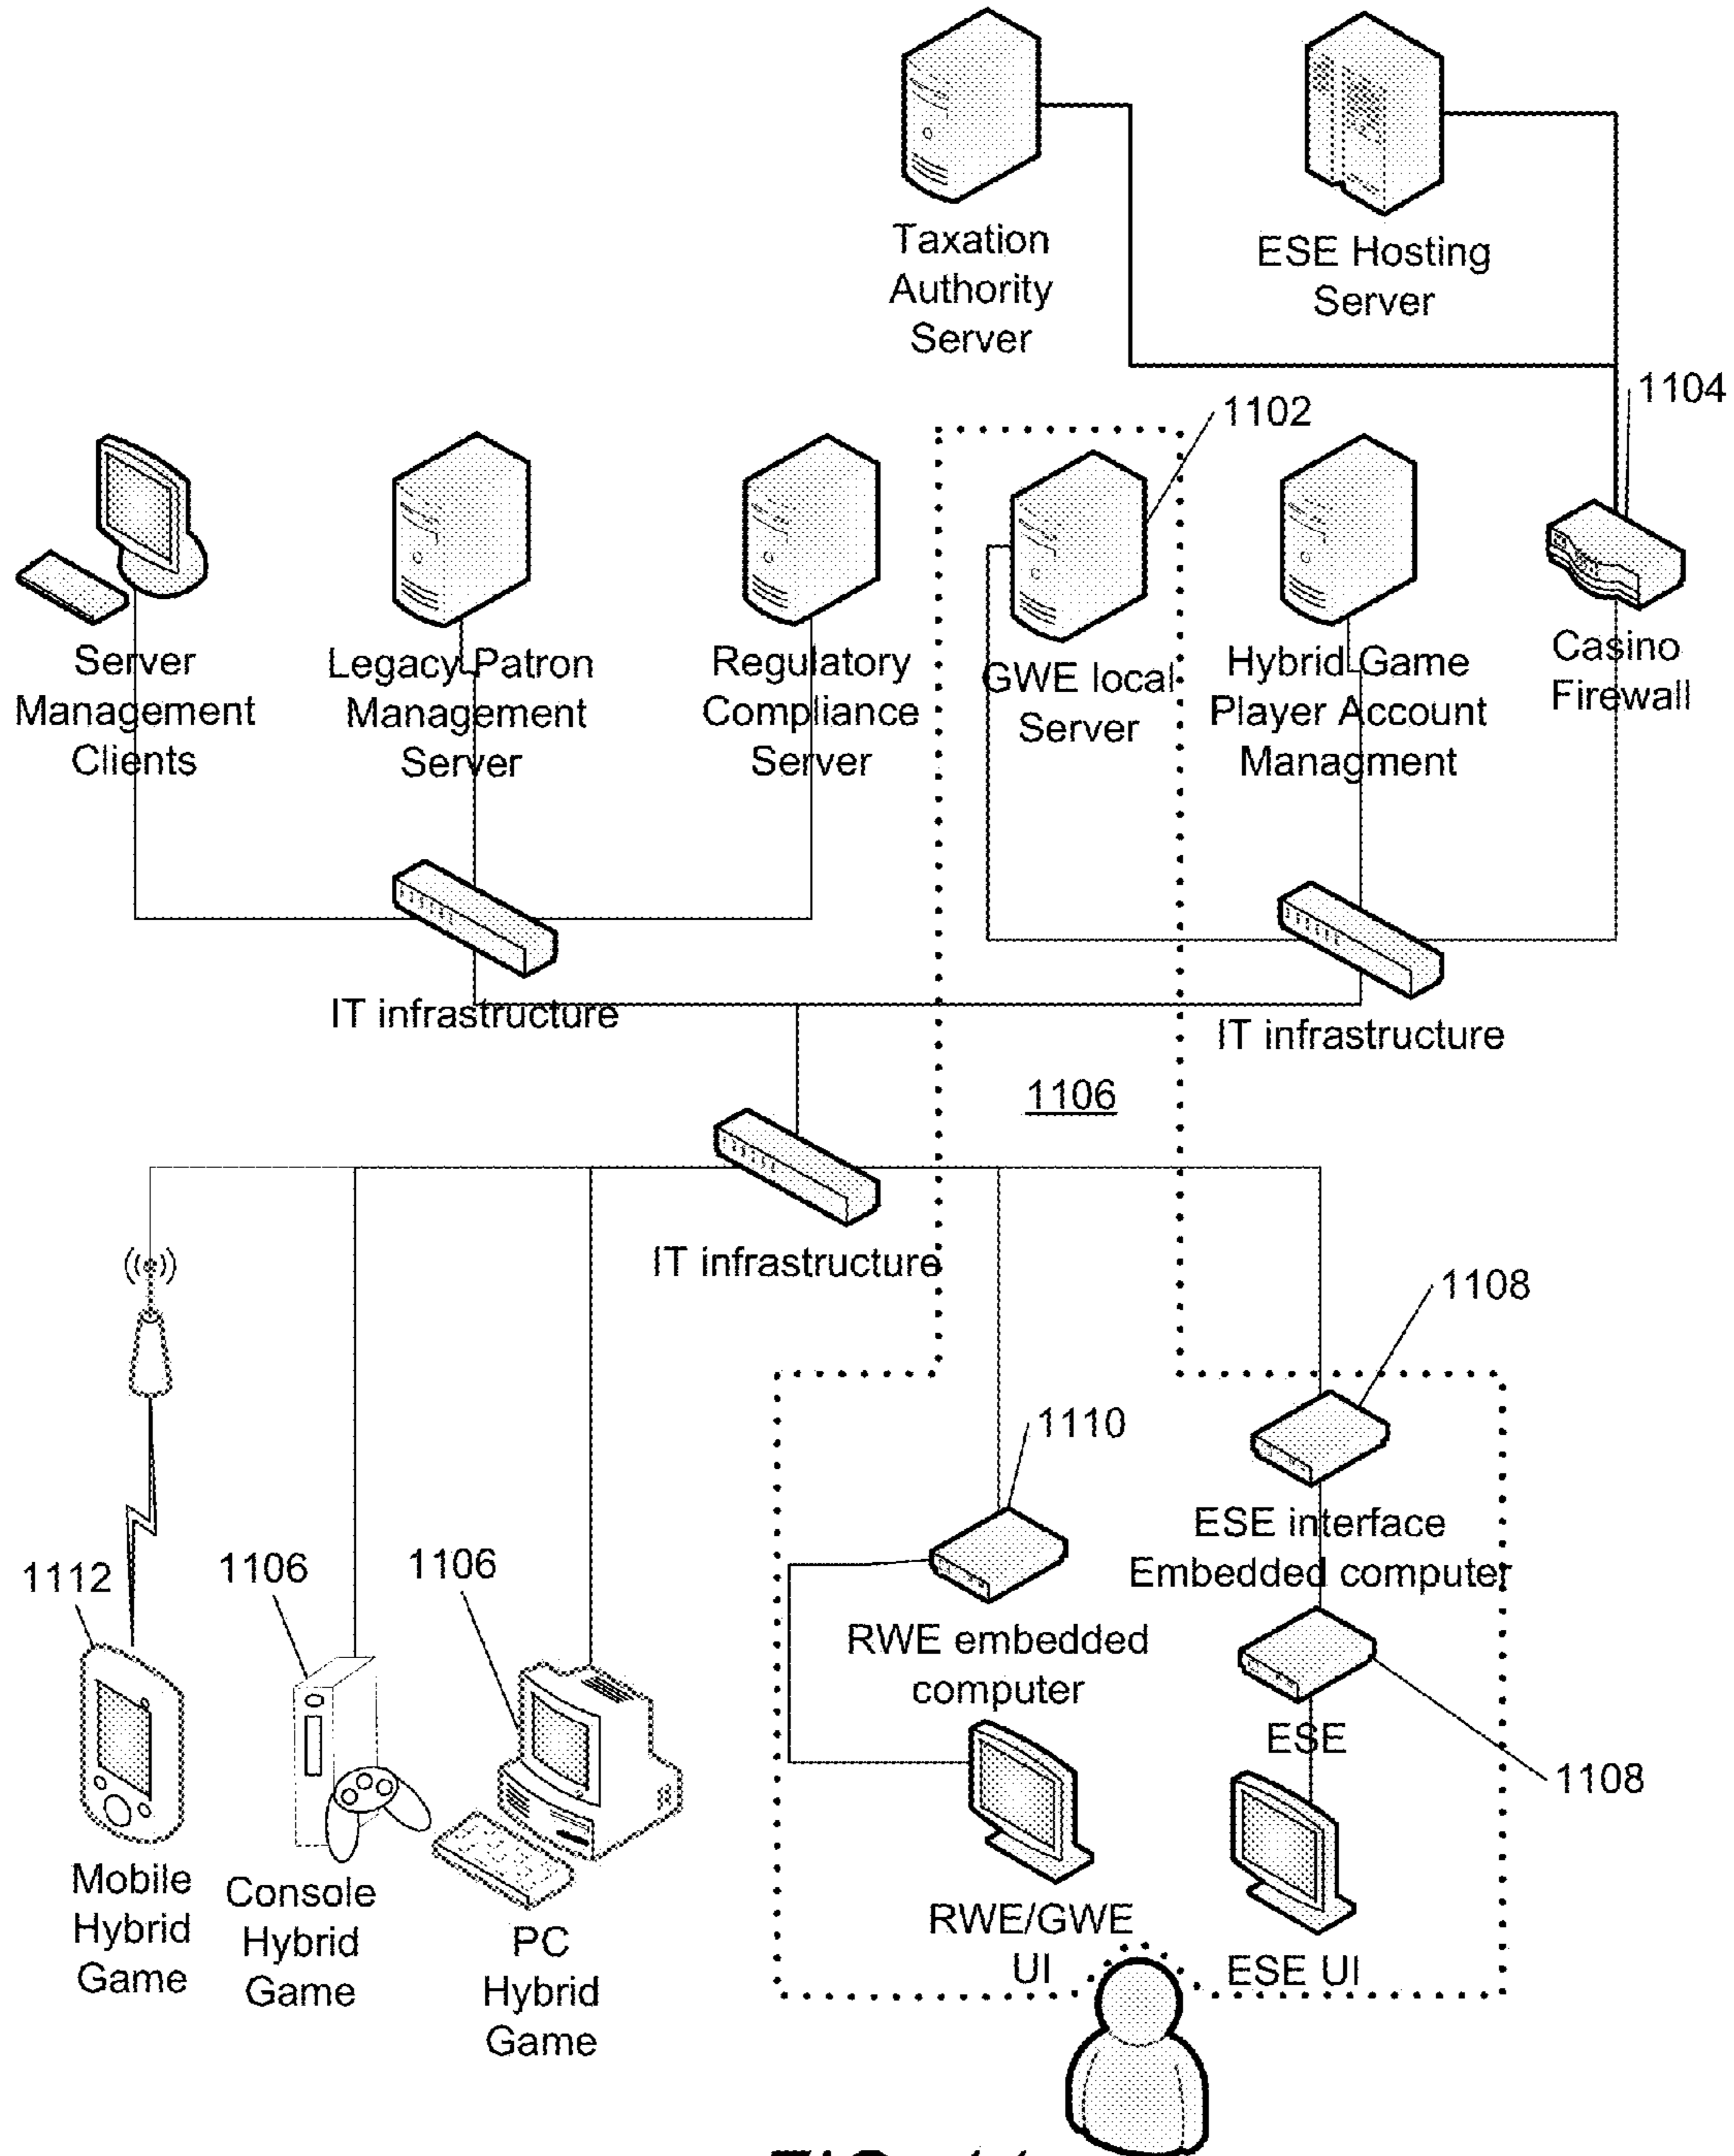 Taxation
Authority
Server
ESE Hosting
Server
1104
1102
Server
Management
Clients
Legacy Patron
Management
Server
Regulatory
Compliance
Server
GWE local
Server
Hybrid Game
Player Account
Managment
Casino
Firewall
IT infrastructure
IT infrastructure
1106
IT infrastructure
1108
1110
ESE interface
Embedded computer
1112
1106
1106
RWE embedded
computer
ESE
1108
Mobile
Hybrid
Game
Console
Hybrid
Game
PC
Hybrid
Game
RWE/GWE
UI
ESE UI